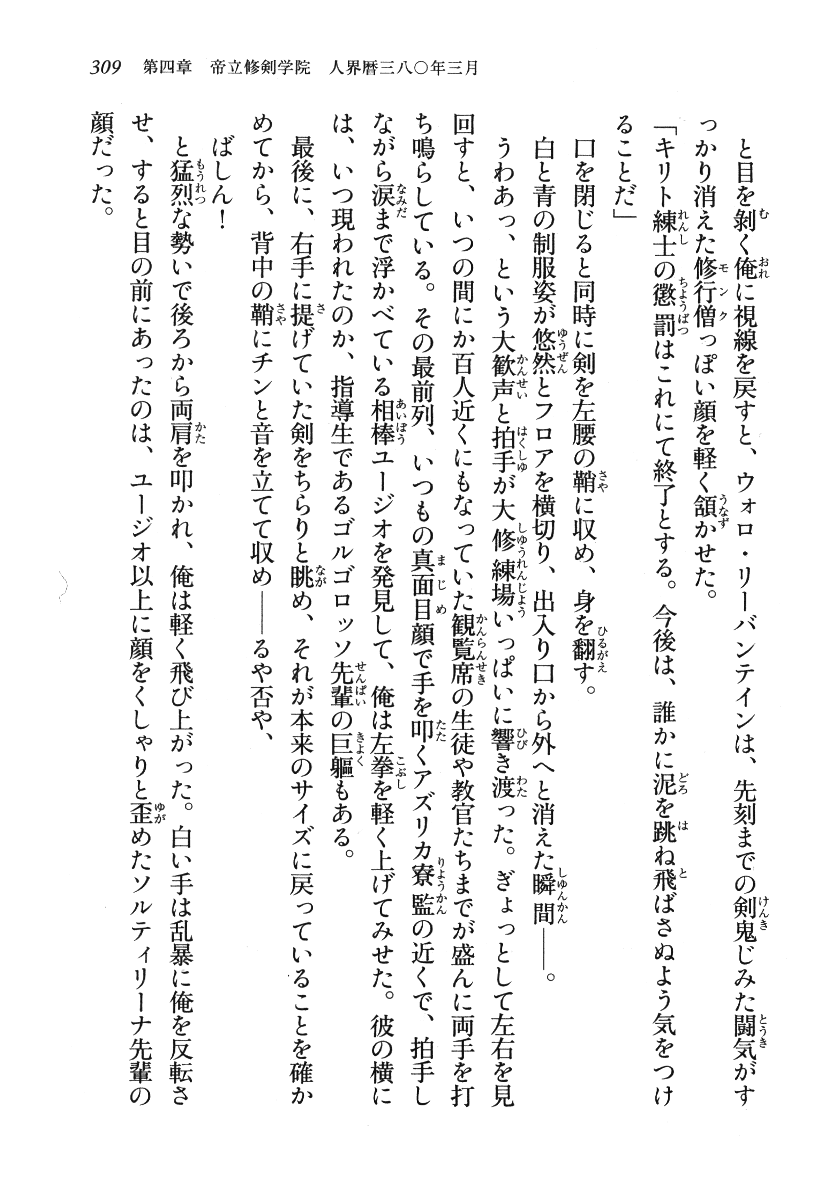 309　第四章　帝立修剣学院　人界暦三八〇年三月
と目を剥く俺に視線を戻すと、ウォロ・リーバンテインは、先刻までの剣鬼じみた闘気がす
っかり消えた修行僧っぽい顔を軽く頷かせた。
「キリト練士の懲罰はこれにて終了とする。今後は、誰かに泥を跳ね飛ばさぬよう気をつけ
ることだ」
口を閉じると同時に剣を左腰の鞘に収め、身を翻す。
白と青の制服姿が悠然とフロアを横切り、出入り口から外へと消えた瞬間――。
うわあっ、という大歓声と拍手が大修練場いっぱいに響き渡った。ぎょっとして左右を見
回すと、いつの間にか百人近くにもなっていた観覧席の生徒や教官たちまでが盛んに両手を打
ち鳴らしている。その最前列、いつもの真面目顔で手を叩くアズリカ寮監の近くで、拍手し
ながら涙まで浮かべている相棒ユージオを発見して、俺は左拳を軽く上げてみせた。彼の横に
は、いつ現われたのか、指導生であるゴルゴロッソ先輩の巨軀もある。
最後に、右手に提げていた剣をちらりと眺め、それが本来のサイズに戻っていることを確か
めてから、背中の鞘にチンと音を立てて収め――るや否や、
ばしん！
と猛烈な勢いで後ろから両肩を叩かれ、俺は軽く飛び上がった。白い手は乱暴に俺を反転さ
せ、すると目の前にあったのは、ユージオ以上に顔をくしゃりと歪めたソルティリーナ先輩の
顔だった。